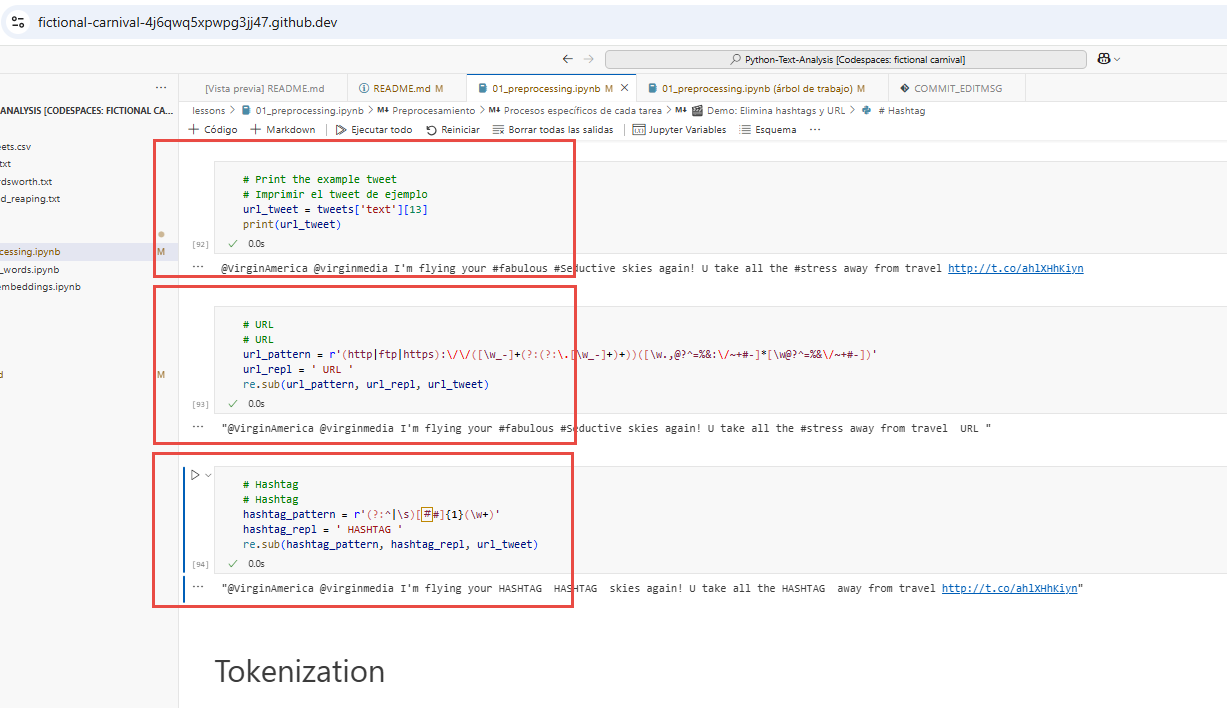 fictional-carnival-4j6qwq5xpwpg3jj47.github.dev
Python-Text-Analysis [Codespaces: fictional carnival]
[Vista previa] README.md
README.md M
01_preprocessing.ipynb M
01_preprocessing.ipynb (árbol de trabajo) M
COMMIT_EDITMSG
ANALYSIS [CODESPACES: FICTIONAL CA...
lessons > 01_preprocessing.ipynb > M↓ Preprocesamiento > M↓ Procesos específicos de cada tarea > M↓ 🎬 Demo: Elimina hashtags y URL > # Hashtag
+ Código + Markdown Ejecutar todo Reiniciar Borrar todas las salidas Jupyter Variables Esquema ...
ets.csv
txt
rdsworth.txt
d_reaping.txt
cessing.ipynb M
_words.ipynb
embeddings.ipynb
d M
# Print the example tweet
# Imprimir el tweet de ejemplo
url_tweet = tweets['text'][13]
print(url_tweet)
[92] ✓ 0.0s
... @VirginAmerica @virginmedia I'm flying your #fabulous #Seductive skies again! U take all the #stress away from travel http://t.co/ahlXHhKiyn
# URL
# URL
url_pattern = r'(http|ftp|https):\/\/([\w_-]+(?:(?:\.[\w_-]+)+))([\w.,@?^=%&:\/~+#-]*[\w@?^=%&\/~+#-])'
url_repl = ' URL '
re.sub(url_pattern, url_repl, url_tweet)
[93] ✓ 0.0s
... "@VirginAmerica @virginmedia I'm flying your #fabulous #Seductive skies again! U take all the #stress away from travel  URL "
# Hashtag
# Hashtag
hashtag_pattern = r'(?:^|\s)[＃#]{1}(\w+)'
hashtag_repl = ' HASHTAG '
re.sub(hashtag_pattern, hashtag_repl, url_tweet)
[94] ✓ 0.0s
... "@VirginAmerica @virginmedia I'm flying your HASHTAG  HASHTAG  skies again! U take all the HASHTAG  away from travel http://t.co/ahlXHhKiyn"
Tokenization